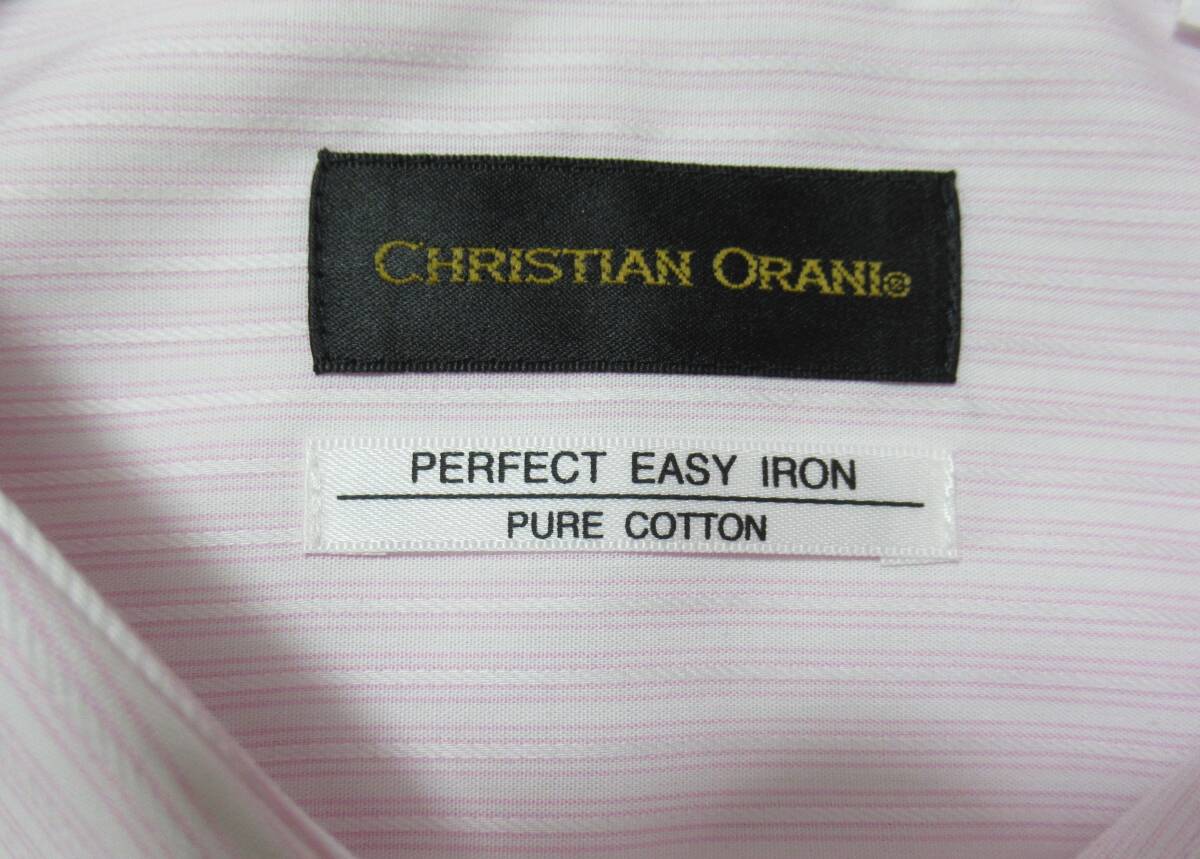 CHRISTIAN ORANI®
PERFECT EASY IRON
PURE COTTON